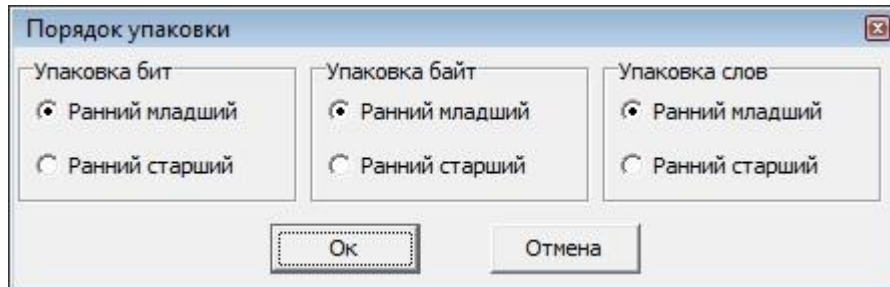 Порядок упаковки
Упаковка бит
Упаковка байт
Упаковка слов
Ранний младший
Ранний младший
Ранний младший
Ранний старший
Ранний старший
Ранний старший
Ок
Отмена